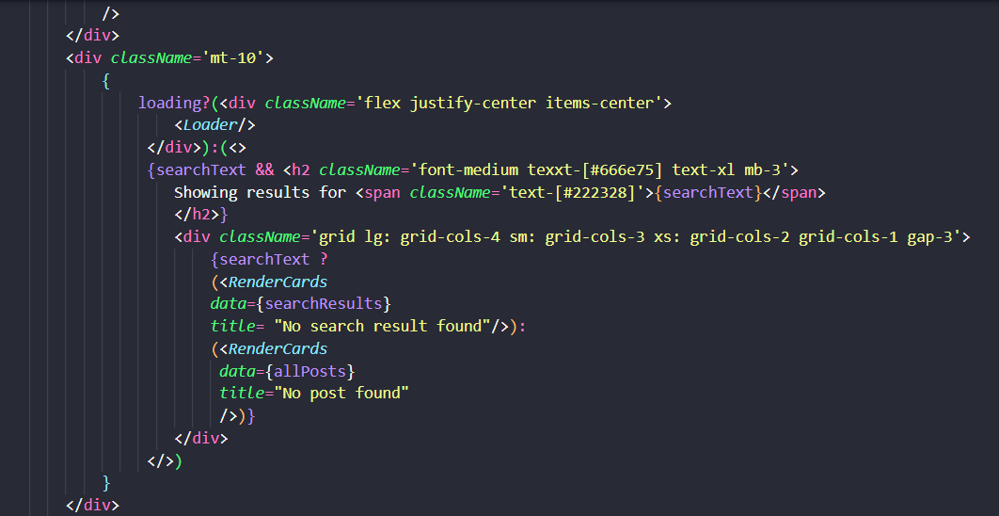 />
</div>
<div className='mt-10'>
{
loading?(<div className='flex justify-center items-center'>
<Loader/>
</div>):(<>
{searchText && <h2 className='font-medium texxt-[#666e75] text-xl mb-3'>
Showing results for <span className='text-[#222328]'>{searchText}</span>
</h2>}
<div className='grid lg: grid-cols-4 sm: grid-cols-3 xs: grid-cols-2 grid-cols-1 gap-3'>
{searchText ?
(<RenderCards
data={searchResults}
title= "No search result found"/>):
(<RenderCards
data={allPosts}
title="No post found"
/>)}
</div>
</>)
}
</div>